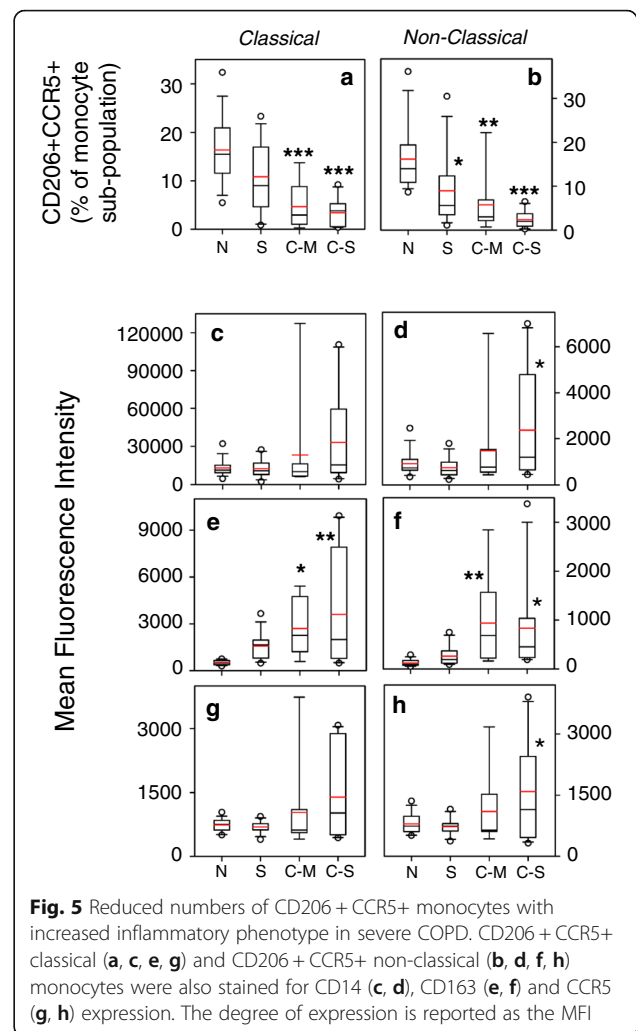 Classical Non-Classical
CD206+CCR5+
(% of monocyte
sub-population)
a
30
20
10
0
***
***
N S C-M C-S
b
30
20
10
0
*
**
***
N S C-M C-S
Mean Fluorescence Intensity
c
120000
90000
60000
30000
0
d
6000
4000
2000
0
*
e
9000
6000
3000
0
*
**
f
3000
2000
1000
0
**
*
g
3000
1500
0
N S C-M C-S
h
3000
1500
0
*
N S C-M C-S
Fig. 5 Reduced numbers of CD206 + CCR5+ monocytes with
increased inflammatory phenotype in severe COPD. CD206 + CCR5+
classical (a, c, e, g) and CD206 + CCR5+ non-classical (b, d, f, h)
monocytes were also stained for CD14 (c, d), CD163 (e, f) and CCR5
(g, h) expression. The degree of expression is reported as the MFI